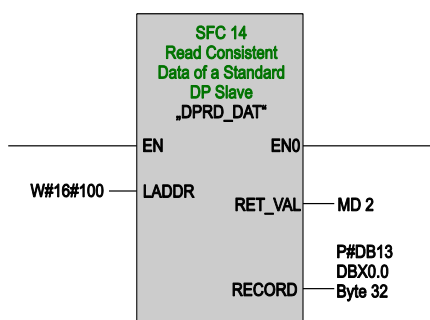 SFC 14
Read Consistent
Data of a Standard
DP Slave
„DPRD_DAT“
EN EN0
W#16#100 LADDR
RET_VAL MD 2
P#DB13
DBX0.0
RECORD Byte 32